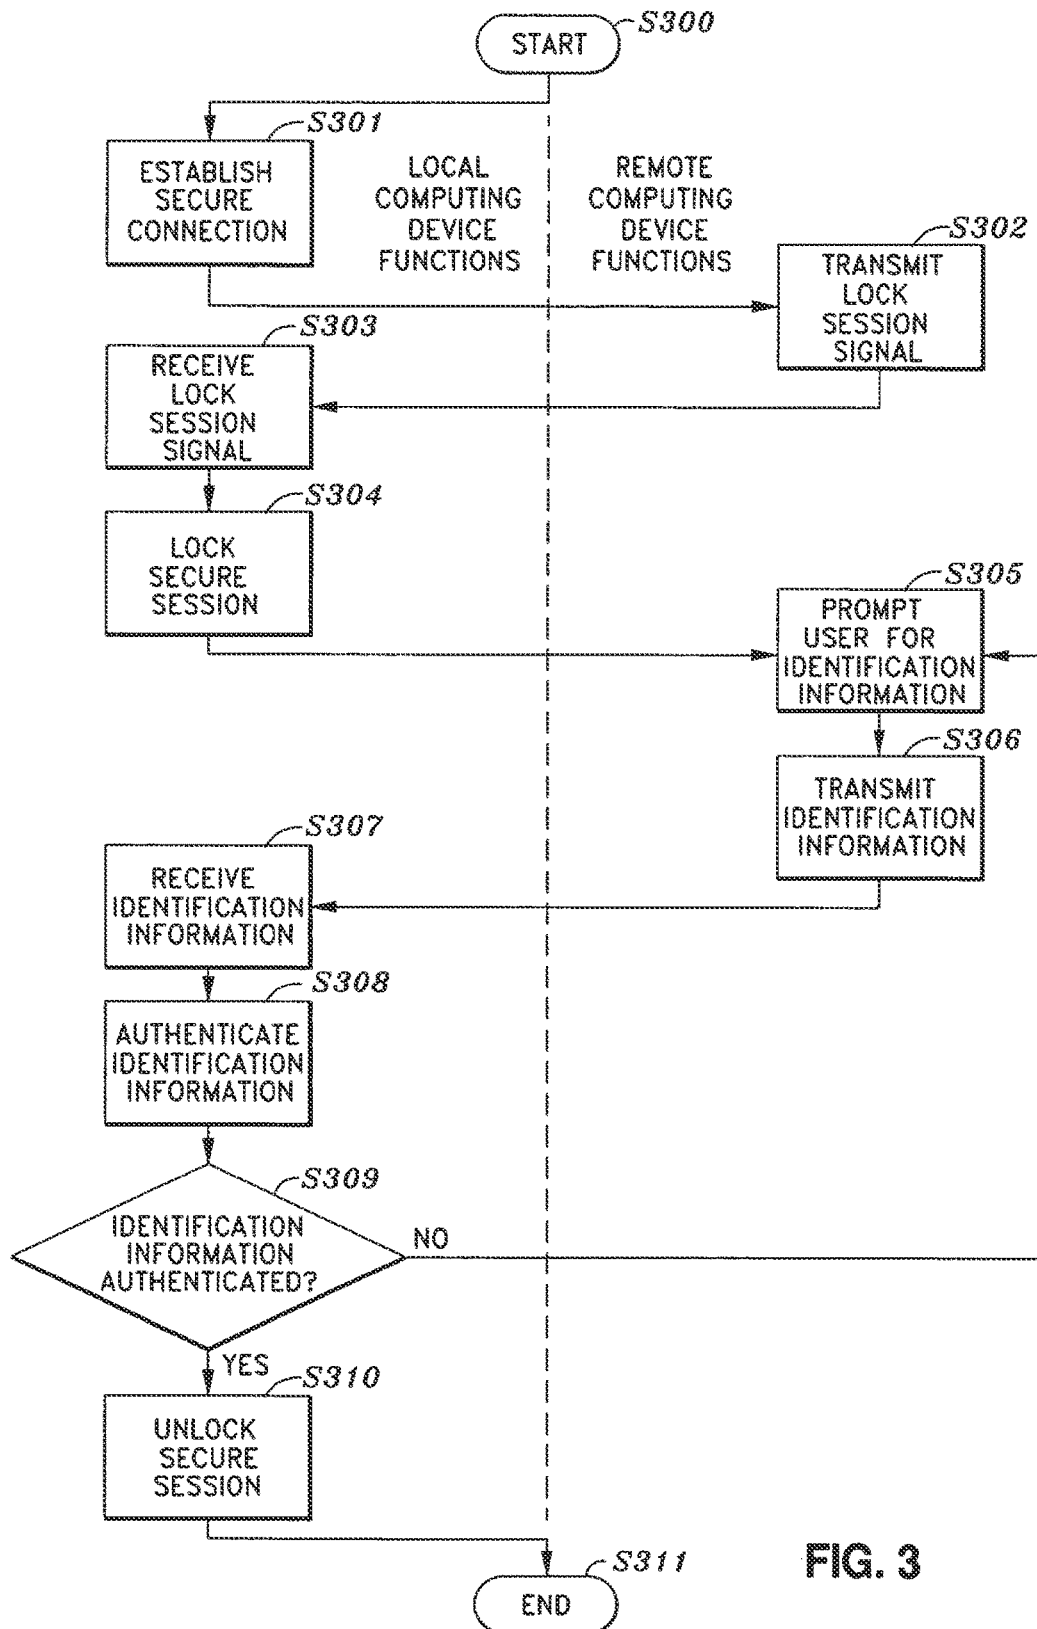 START
S300
S301
ESTABLISH
SECURE
CONNECTION
LOCAL
COMPUTING
DEVICE
FUNCTIONS
REMOTE
COMPUTING
DEVICE
FUNCTIONS
S302
TRANSMIT
LOCK
SESSION
SIGNAL
S303
RECEIVE
LOCK
SESSION
SIGNAL
S304
LOCK
SECURE
SESSION
S305
PROMPT
USER FOR
IDENTIFICATION
INFORMATION
S306
TRANSMIT
IDENTIFICATION
INFORMATION
S307
RECEIVE
IDENTIFICATION
INFORMATION
S308
AUTHENTICATE
IDENTIFICATION
INFORMATION
S309
IDENTIFICATION
INFORMATION
AUTHENTICATED?
NO
YES
S310
UNLOCK
SECURE
SESSION
S311
END
FIG. 3